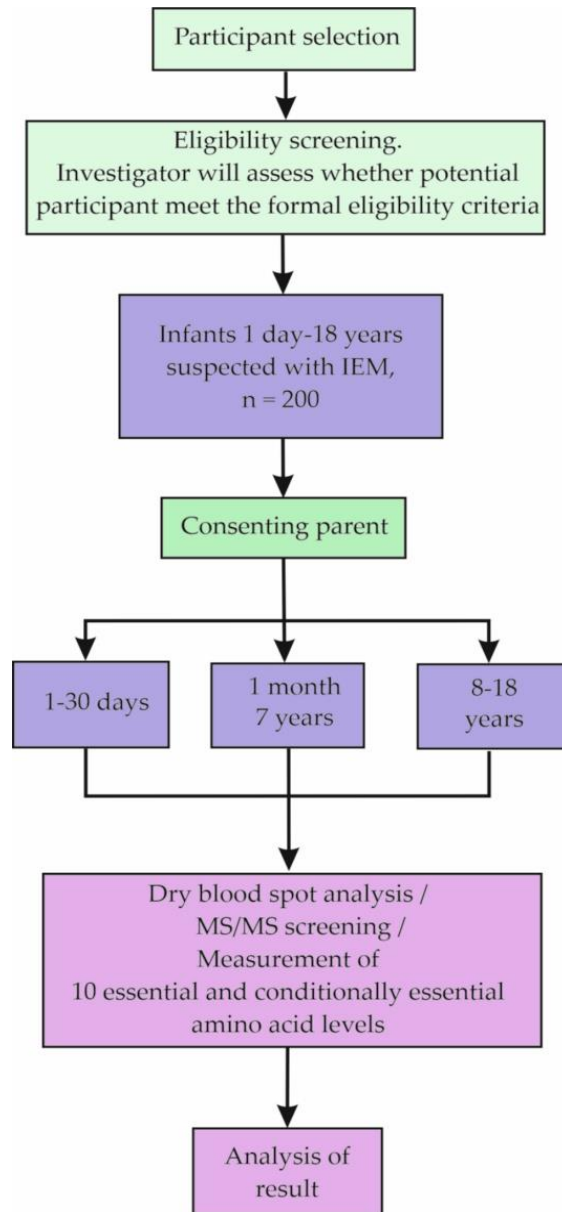 Participant selection
Eligibility screening.
Investigator will assess whether potential
participant meet the formal eligibility criteria
Infants 1 day-18 years
suspected with IEM,
n = 200
Consenting parent
1-30 days
1 month
7 years
8-18
years
Dry blood spot analysis /
MS/MS screening /
Measurement of
10 essential and conditionally essential
amino acid levels
Analysis of
result